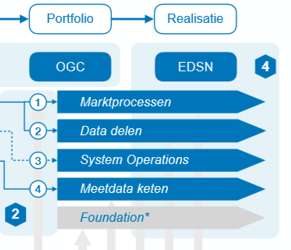 Portfolio
Realisatie
OGC
EDSN
4
1
Marktprocessen
2
Data delen
3
System Operations
4
Meetdata keten
2
Foundation*